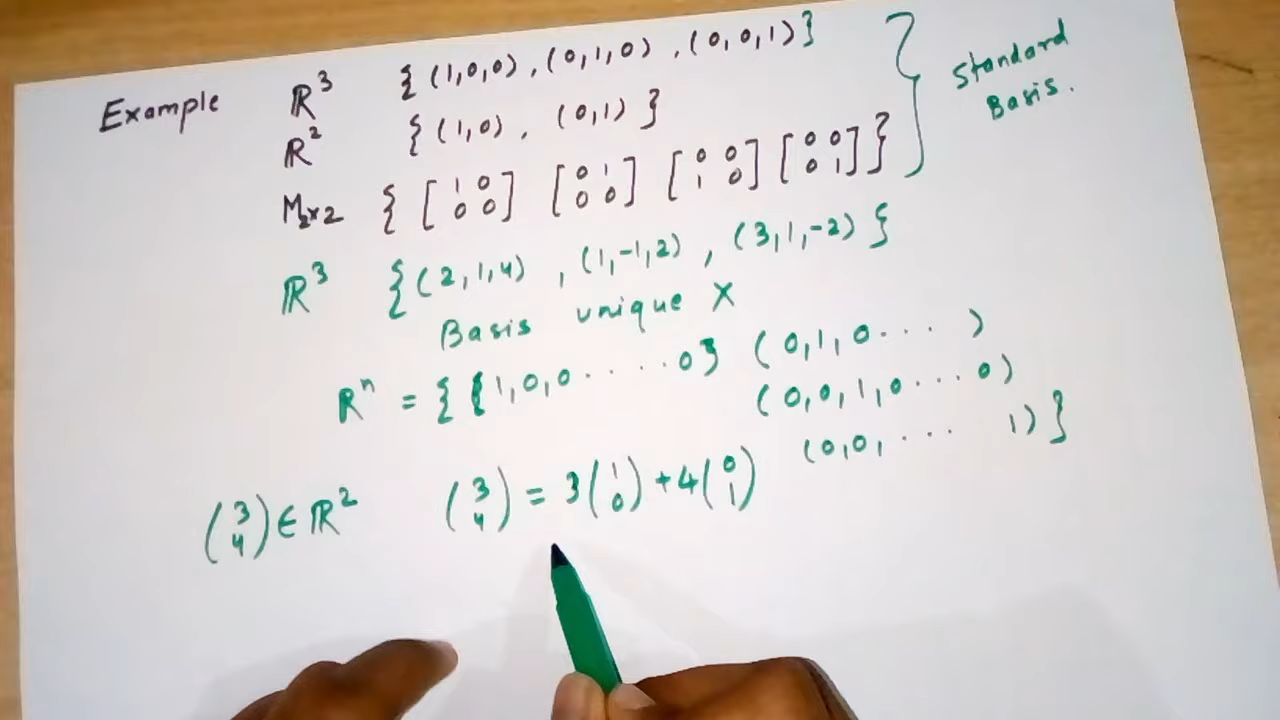 Example ℝ³ { (1,0,0) , (0,1,0) , (0,0,1) }
ℝ² { (1,0) , (0,1) }
M₂ₓ₂ { [1 0; 0 0] [0 1; 0 0] [0 0; 1 0] [0 0; 0 1] }
Standard
Basis.
ℝ³ { (2,1,4) , (1,-1,2) , (3,1,-2) }
Basis unique X
Rⁿ = { { 1,0,0.....0} (0,1,0... )
(0,0,1,0...0)
(0,0,... 1) }
(3 4) ∈ ℝ² (3 4) = 3 (1 0) + 4 (0 1)